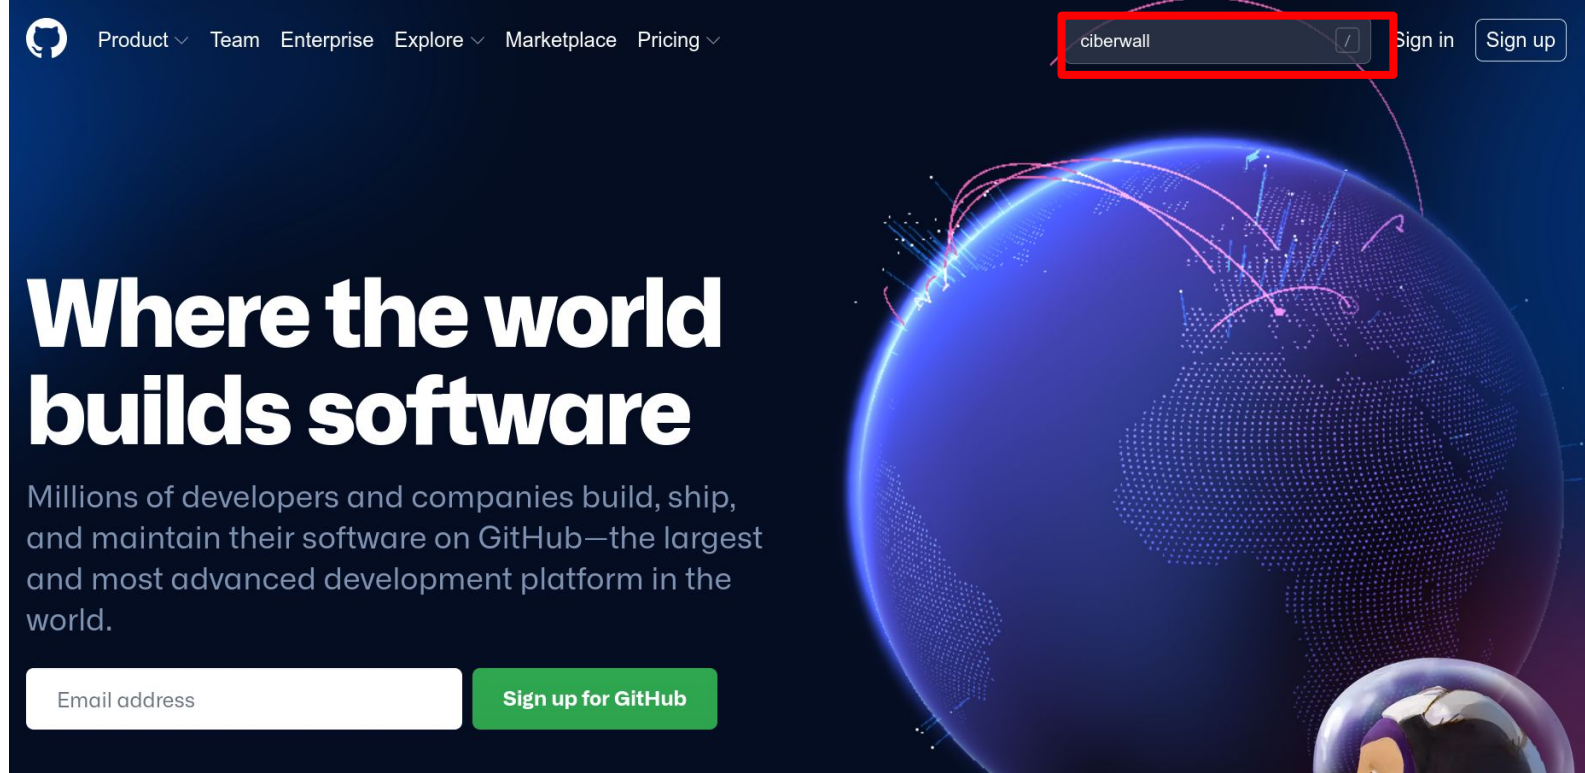 Product Team Enterprise Explore Marketplace Pricing ciberwall / Sign in Sign up
Where the world
builds software
Millions of developers and companies build, ship,
and maintain their software on GitHub—the largest
and most advanced development platform in the
world.
Email address Sign up for GitHub